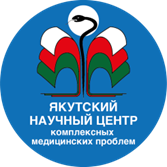 ЯКУТСКИЙ
НАУЧНЫЙ ЦЕНТР
КОМПЛЕКСНЫХ
МЕДИЦИНСКИХ ПРОБЛЕМ